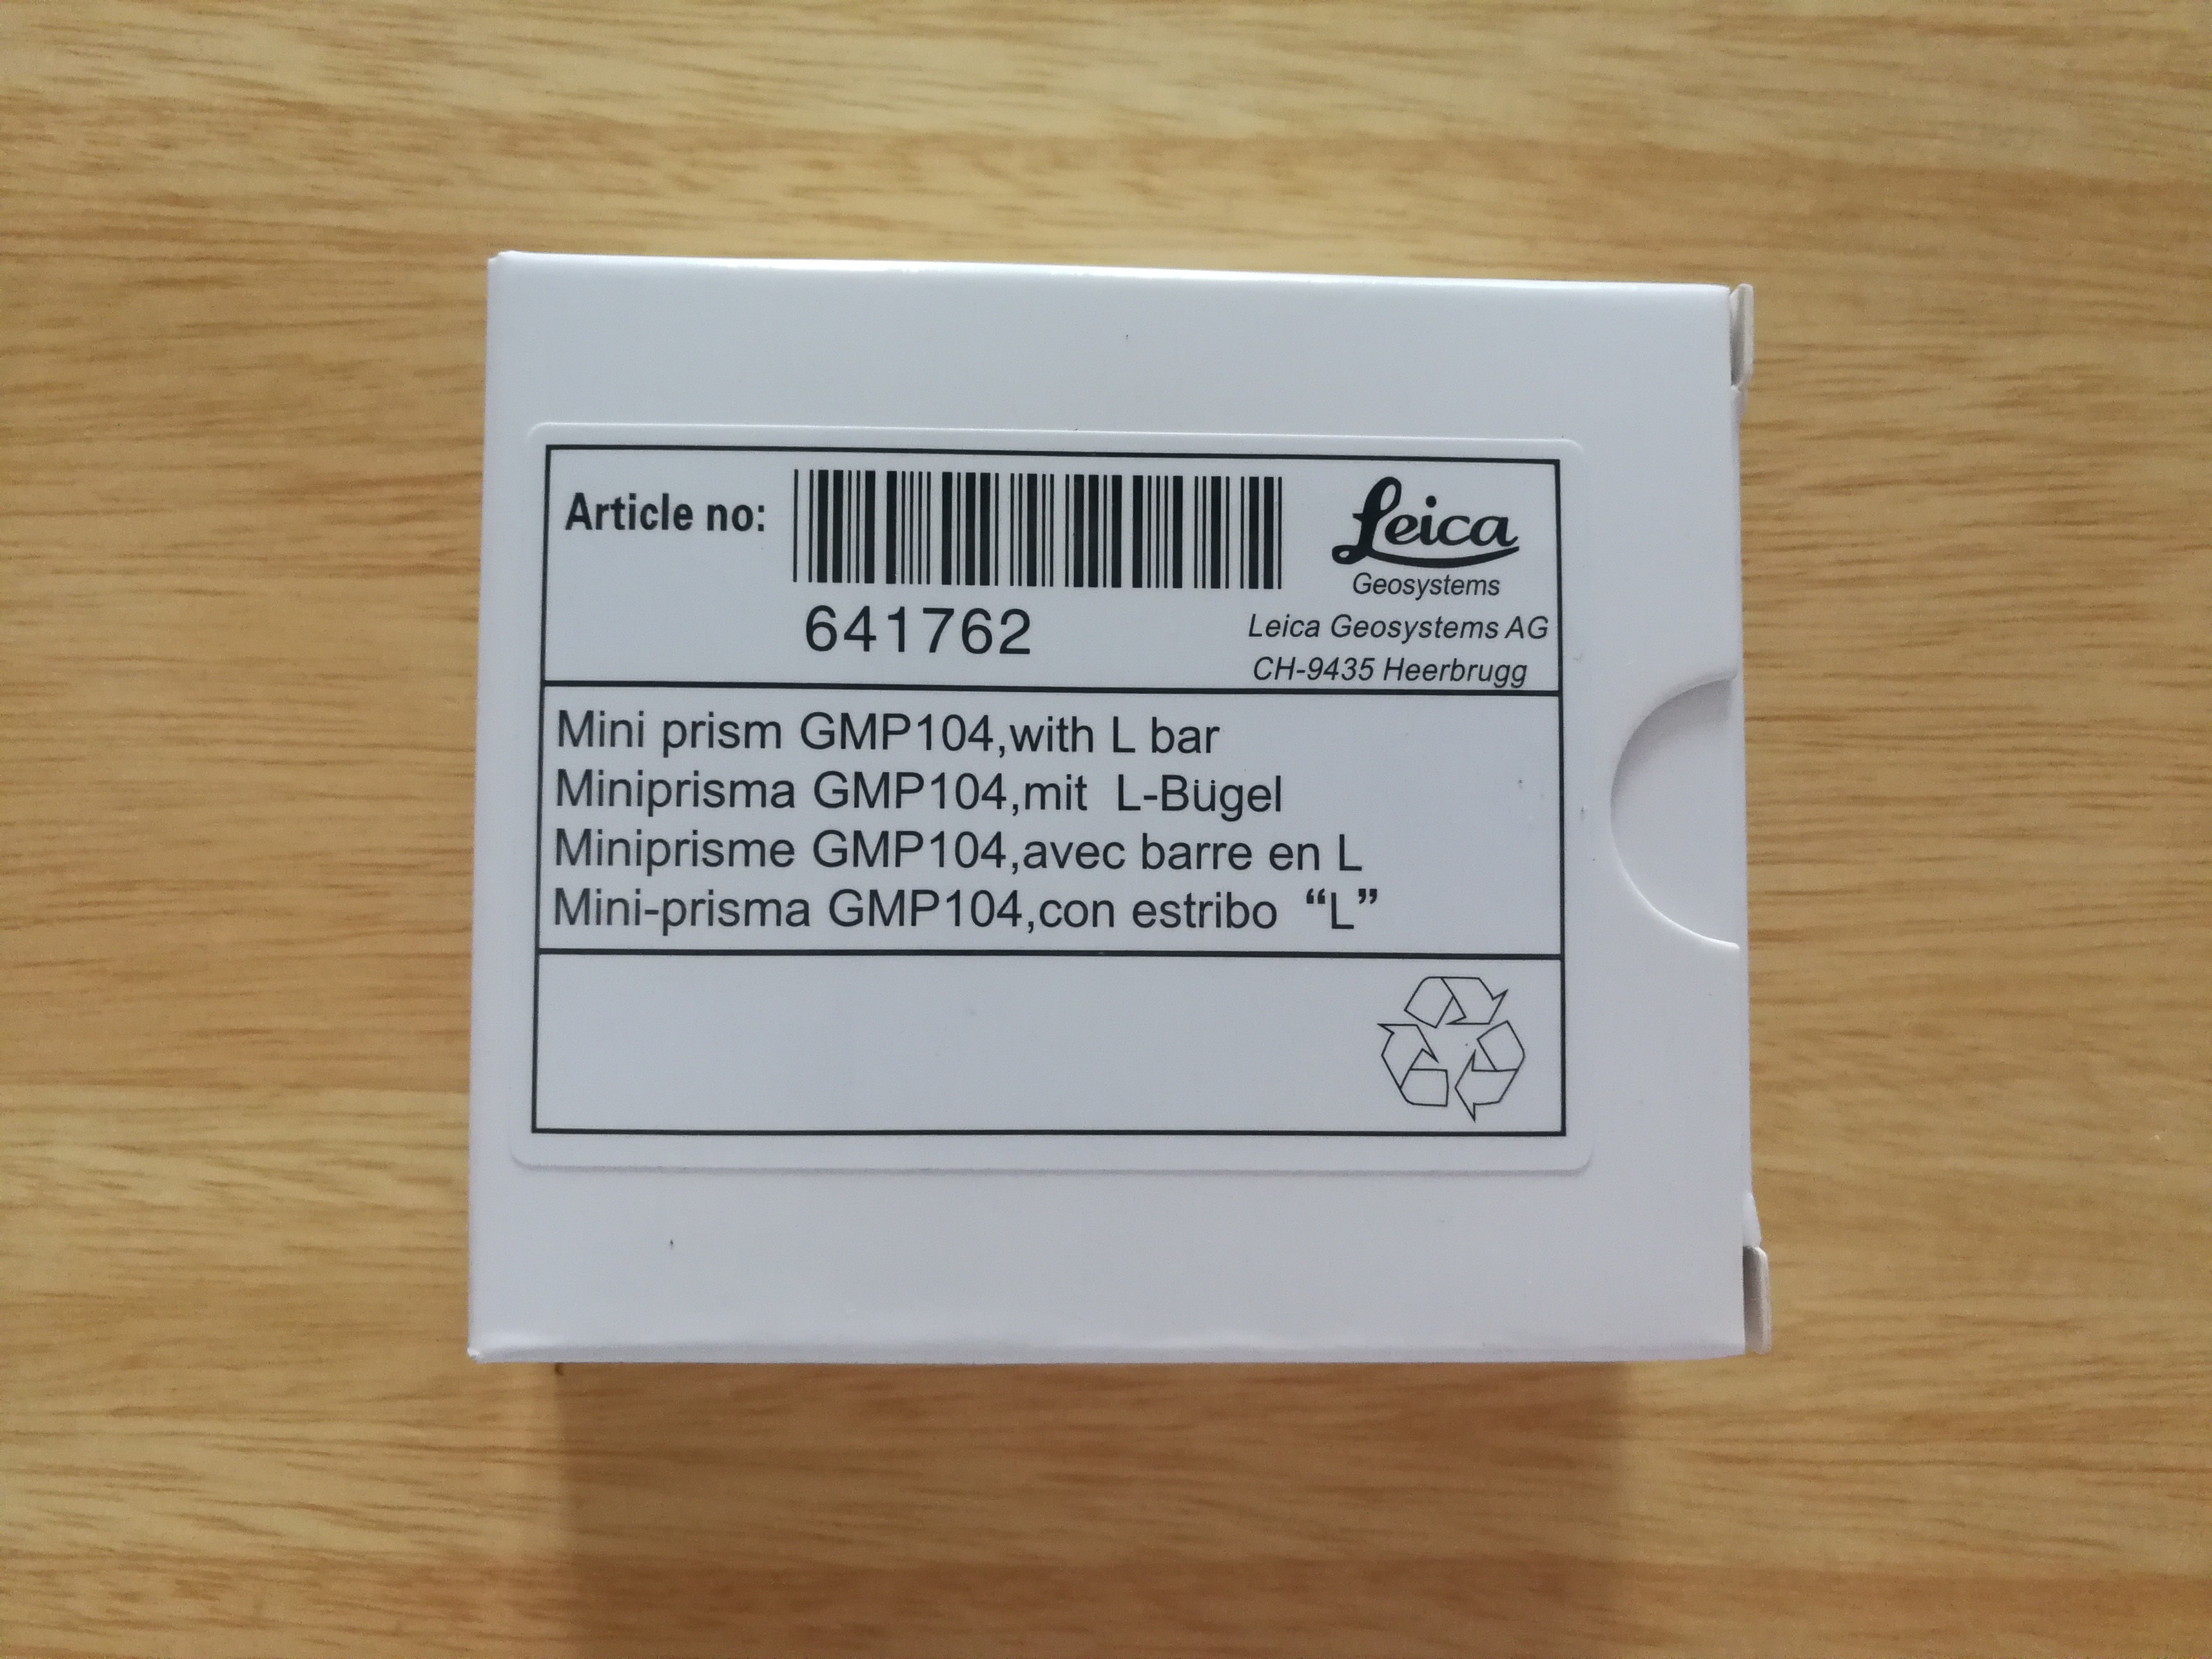 Article no:
641762
Leica
Geosystems
Leica Geosystems AG
CH-9435 Heerbrugg
Mini prism GMP104,with L bar
Miniprisma GMP104,mit L-Bügel
Miniprisme GMP104,avec barre en L
Mini-prisma GMP104,con estribo “L”